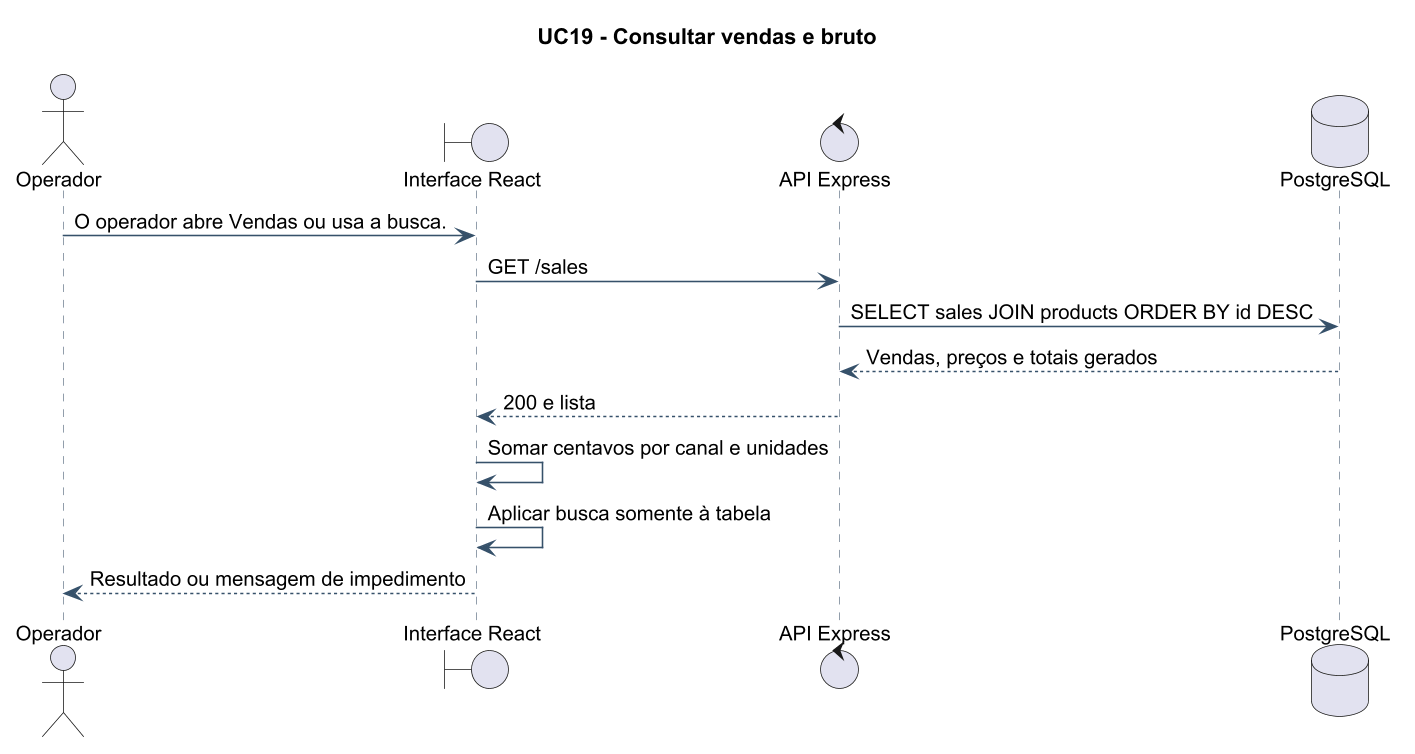 UC19 - Consultar vendas e bruto
Operador
Interface React
API Express
PostgreSQL
O operador abre Vendas ou usa a busca.
GET /sales
SELECT sales JOIN products ORDER BY id DESC
Vendas, preços e totais gerados
200 e lista
Somar centavos por canal e unidades
Aplicar busca somente à tabela
Resultado ou mensagem de impedimento
Operador
Interface React
API Express
PostgreSQL